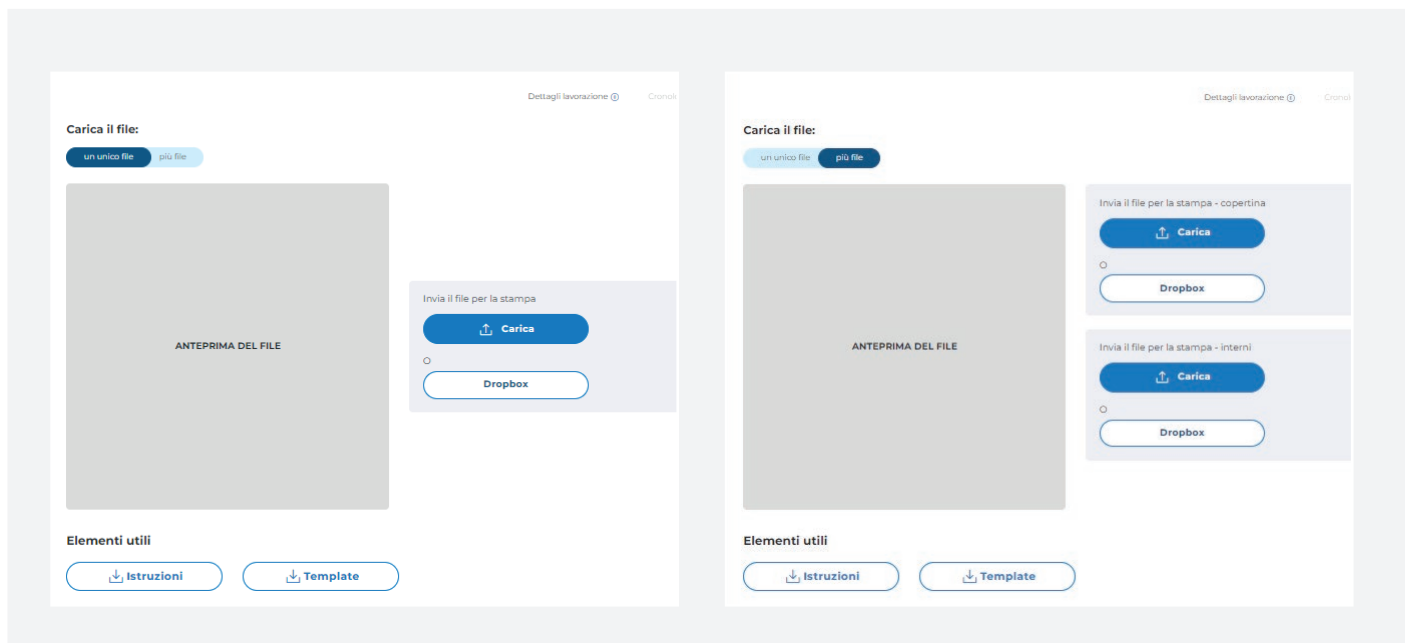 Dettagli lavorazione
Carica il file:
un unico file
più file
Invia il file per la stampa
Carica
O
Dropbox
ANTEPRIMA DEL FILE
Elementi utili
Istruzioni
Template
Dettagli lavorazione
Carica il file:
un unico file
più file
Invia il file per la stampa - copertina
Carica
O
Dropbox
ANTEPRIMA DEL FILE
Invia il file per la stampa - interni
Carica
O
Dropbox
Elementi utili
Istruzioni
Template